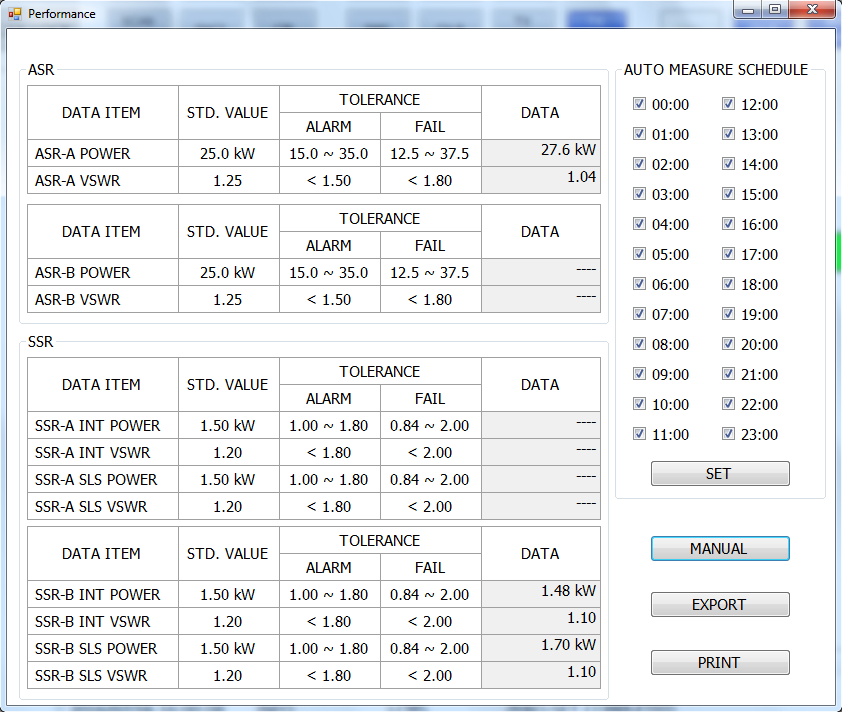 Performance
ASR
DATA ITEM STD. VALUE TOLERANCE DATA
ALARM FAIL
ASR-A POWER 25.0 kW 15.0 ~ 35.0 12.5 ~ 37.5 27.6 kW
ASR-A VSWR 1.25 < 1.50 < 1.80 1.04
DATA ITEM STD. VALUE TOLERANCE DATA
ALARM FAIL
ASR-B POWER 25.0 kW 15.0 ~ 35.0 12.5 ~ 37.5 ----
ASR-B VSWR 1.25 < 1.50 < 1.80 ----
SSR
DATA ITEM STD. VALUE TOLERANCE DATA
ALARM FAIL
SSR-A INT POWER 1.50 kW 1.00 ~ 1.80 0.84 ~ 2.00 ----
SSR-A INT VSWR 1.20 < 1.80 < 2.00 ----
SSR-A SLS POWER 1.50 kW 1.00 ~ 1.80 0.84 ~ 2.00 ----
SSR-A SLS VSWR 1.20 < 1.80 < 2.00 ----
DATA ITEM STD. VALUE TOLERANCE DATA
ALARM FAIL
SSR-B INT POWER 1.50 kW 1.00 ~ 1.80 0.84 ~ 2.00 1.48 kW
SSR-B INT VSWR 1.20 < 1.80 < 2.00 1.10
SSR-B SLS POWER 1.50 kW 1.00 ~ 1.80 0.84 ~ 2.00 1.70 kW
SSR-B SLS VSWR 1.20 < 1.80 < 2.00 1.10
AUTO MEASURE SCHEDULE
00:00 12:00
01:00 13:00
02:00 14:00
03:00 15:00
04:00 16:00
05:00 17:00
06:00 18:00
07:00 19:00
08:00 20:00
09:00 21:00
10:00 22:00
11:00 23:00
SET
MANUAL
EXPORT
PRINT